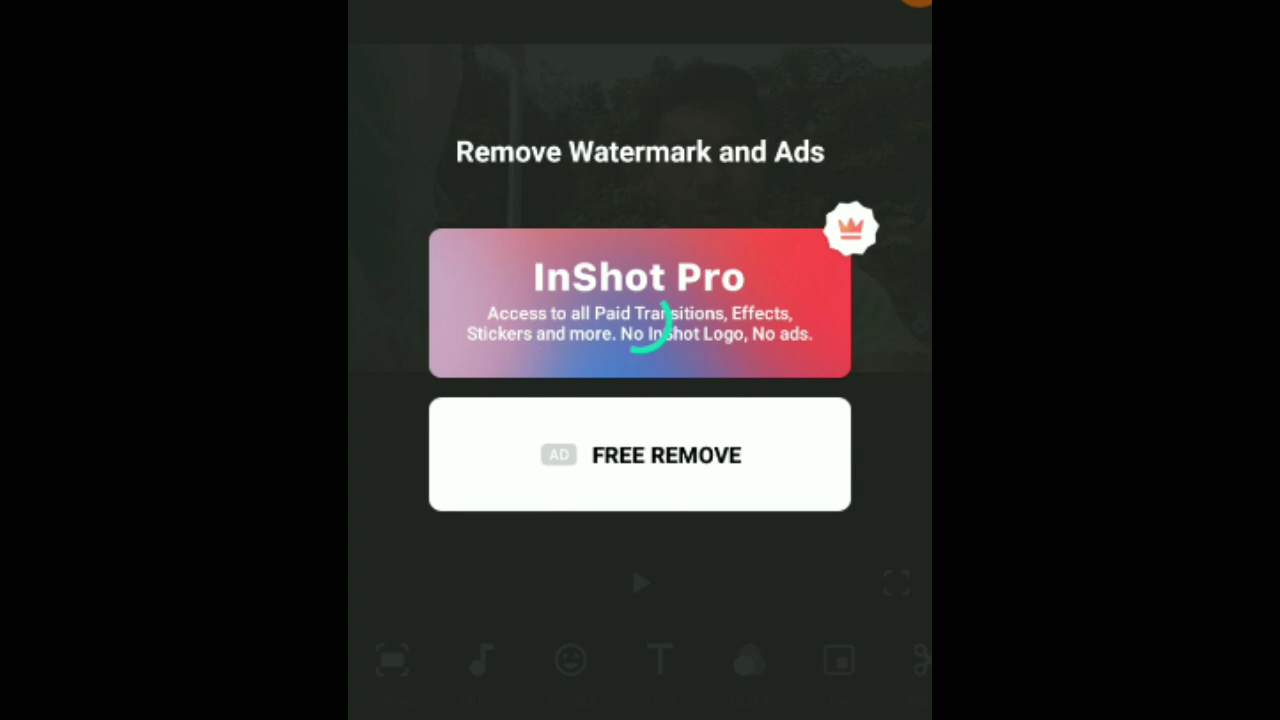 Remove Watermark and Ads
InShot Pro
Access to all Paid Transitions, Effects,
Stickers and more. No InShot Logo, No ads.
AD FREE REMOVE